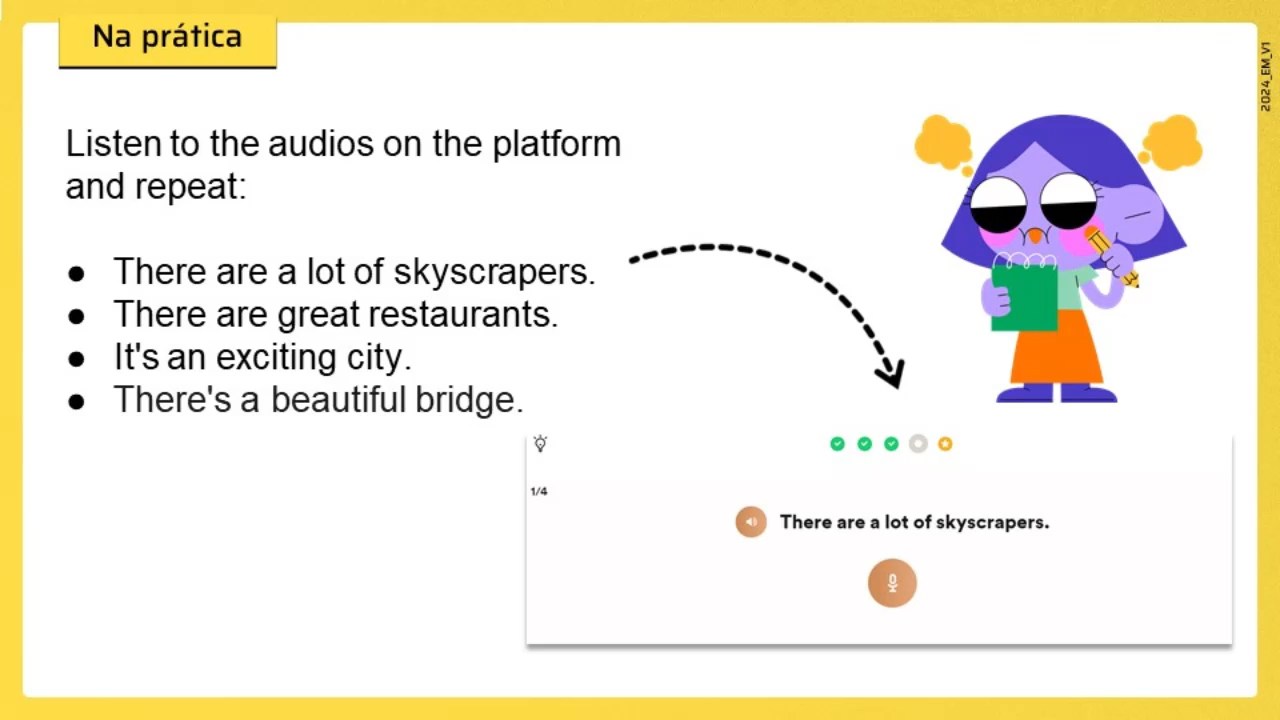 Na prática
2024_EM_V1
Listen to the audios on the platform
and repeat:
● There are a lot of skyscrapers.
● There are great restaurants.
● It's an exciting city.
● There's a beautiful bridge.
1/4
There are a lot of skyscrapers.